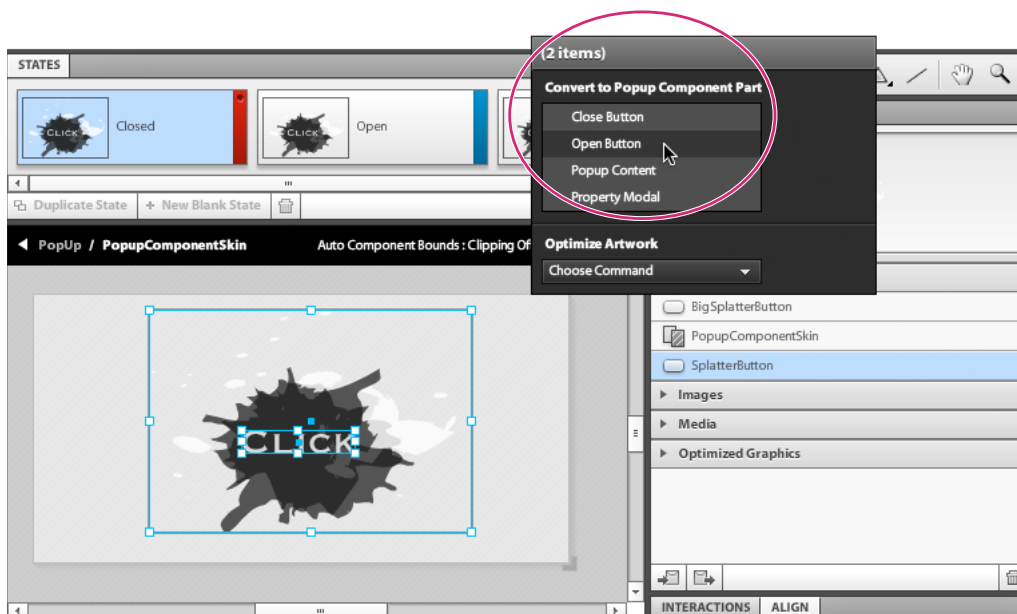 STATES
CLICK
Closed
CLICK
Open
Duplicate State
+ New Blank State
PopUp / PopupComponentSkin
Auto Component Bounds : Clipping Of
(2 items)
Convert to Popup Component Part
Close Button
Open Button
Popup Content
Property Modal
Optimize Artwork
Choose Command
CLICK
BigSplatterButton
PopupComponentSkin
SplatterButton
Images
Media
Optimized Graphics
INTERACTIONS
ALIGN